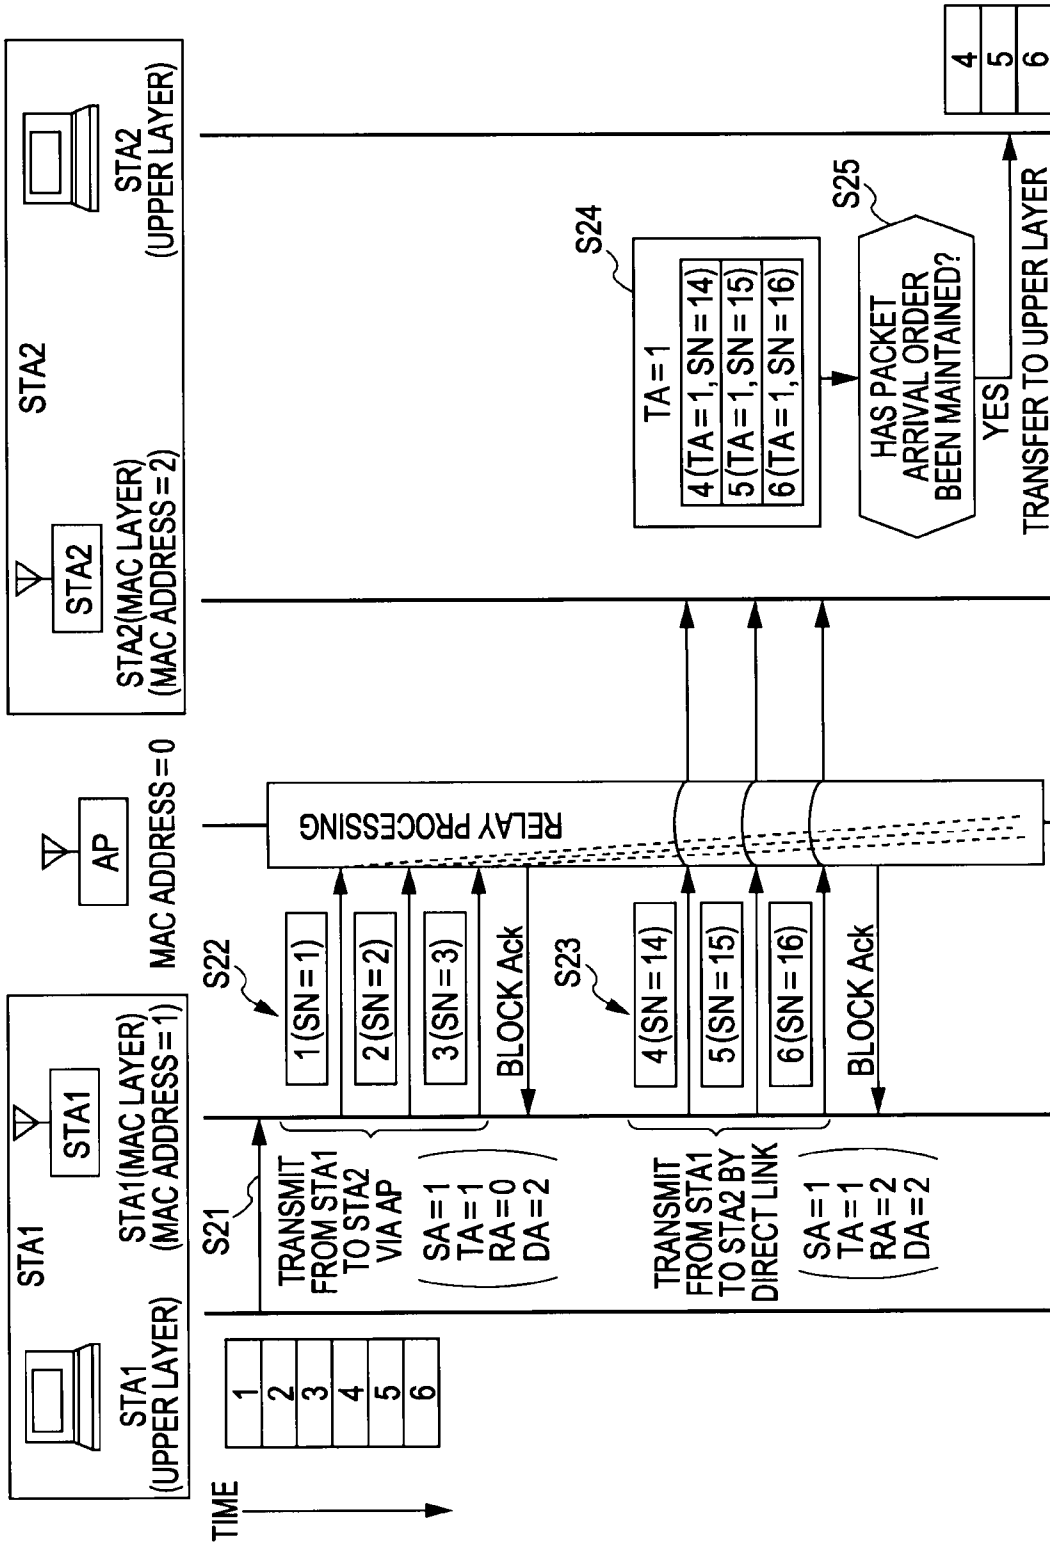 STA1
STA1
(UPPER LAYER)
STA1
STA1(MAC LAYER)
(MAC ADDRESS=1)
AP
MAC ADDRESS=0
STA2
STA2
STA2(MAC LAYER)
(MAC ADDRESS=2)
STA2
(UPPER LAYER)
TIME
1
2
3
4
5
6
S21
TRANSMIT
FROM STA1
TO STA2
VIA AP
SA=1
TA=1
RA=0
DA=2
S22
1(SN=1)
2(SN=2)
3(SN=3)
BLOCK Ack
RELAY PROCESSING
TRANSMIT
FROM STA1
TO STA2 BY
DIRECT LINK
SA=1
TA=1
RA=2
DA=2
S23
4(SN=14)
5(SN=15)
6(SN=16)
BLOCK Ack
S24
TA=1
4(TA=1, SN=14)
5(TA=1, SN=15)
6(TA=1, SN=16)
S25
HAS PACKET
ARRIVAL ORDER
BEEN MAINTAINED?
YES
TRANSFER TO UPPER LAYER
4
5
6